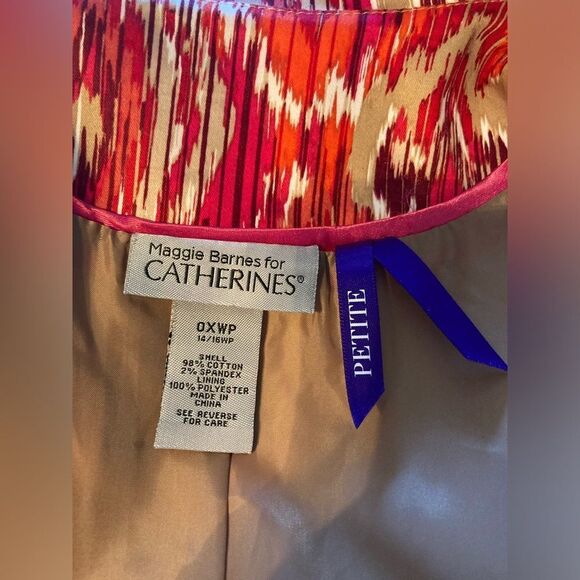 Maggie Barnes for
CATHERINES®
0XWP
14/16WP
SHELL
98% COTTON
2% SPANDEX
LINING
100% POLYESTER
MADE IN
CHINA
SEE REVERSE
FOR CARE
PETITE